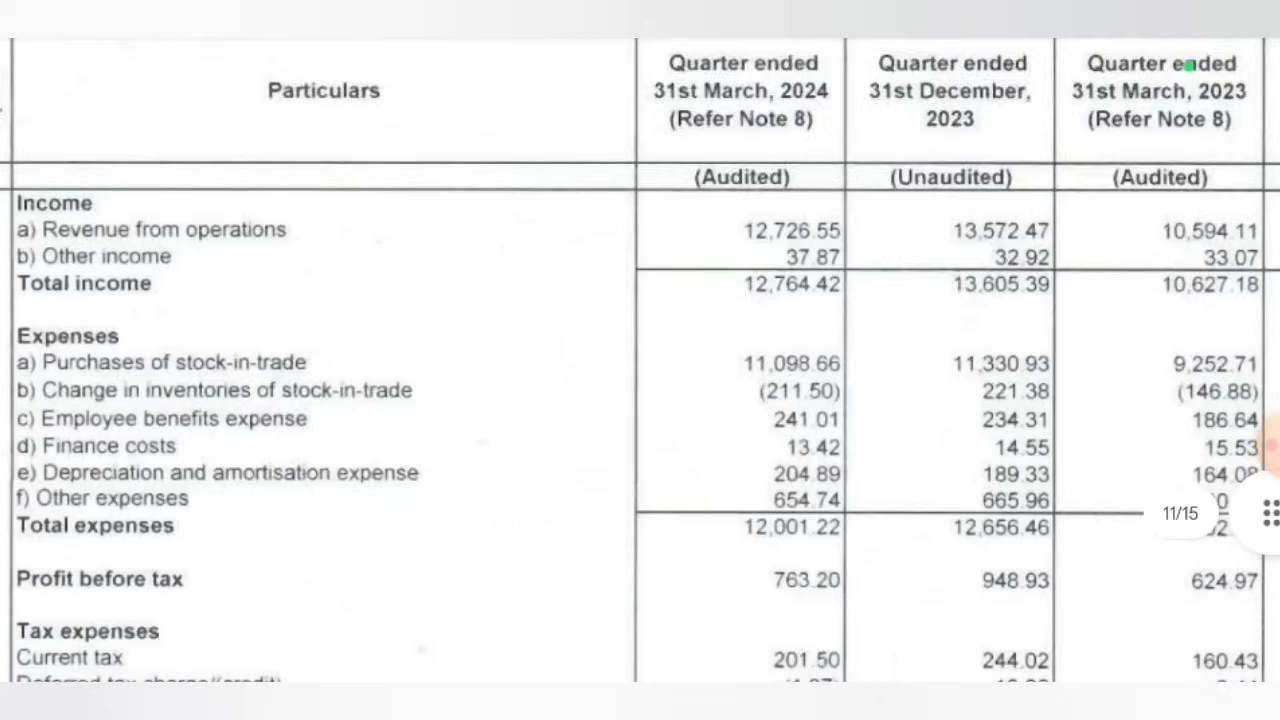 Particulars
Quarter ended 31st March, 2024 (Refer Note 8)
Quarter ended 31st December, 2023
Quarter ended 31st March, 2023 (Refer Note 8)
(Audited) (Unaudited) (Audited)
Income
a) Revenue from operations 12,726.55 13,572.47 10,594.11
b) Other income 37.87 32.92 33.07
Total income 12,764.42 13,605.39 10,627.18
Expenses
a) Purchases of stock-in-trade 11,098.66 11,330.93 9,252.71
b) Change in inventories of stock-in-trade (211.50) 221.38 (146.88)
c) Employee benefits expense 241.01 234.31 186.64
d) Finance costs 13.42 14.55 15.53
e) Depreciation and amortisation expense 204.89 189.33 164.08
f) Other expenses 654.74 665.96
11/15
Total expenses 12,001.22 12,656.46
Profit before tax 763.20 948.93 624.97
Tax expenses
Current tax 201.50 244.02 160.43